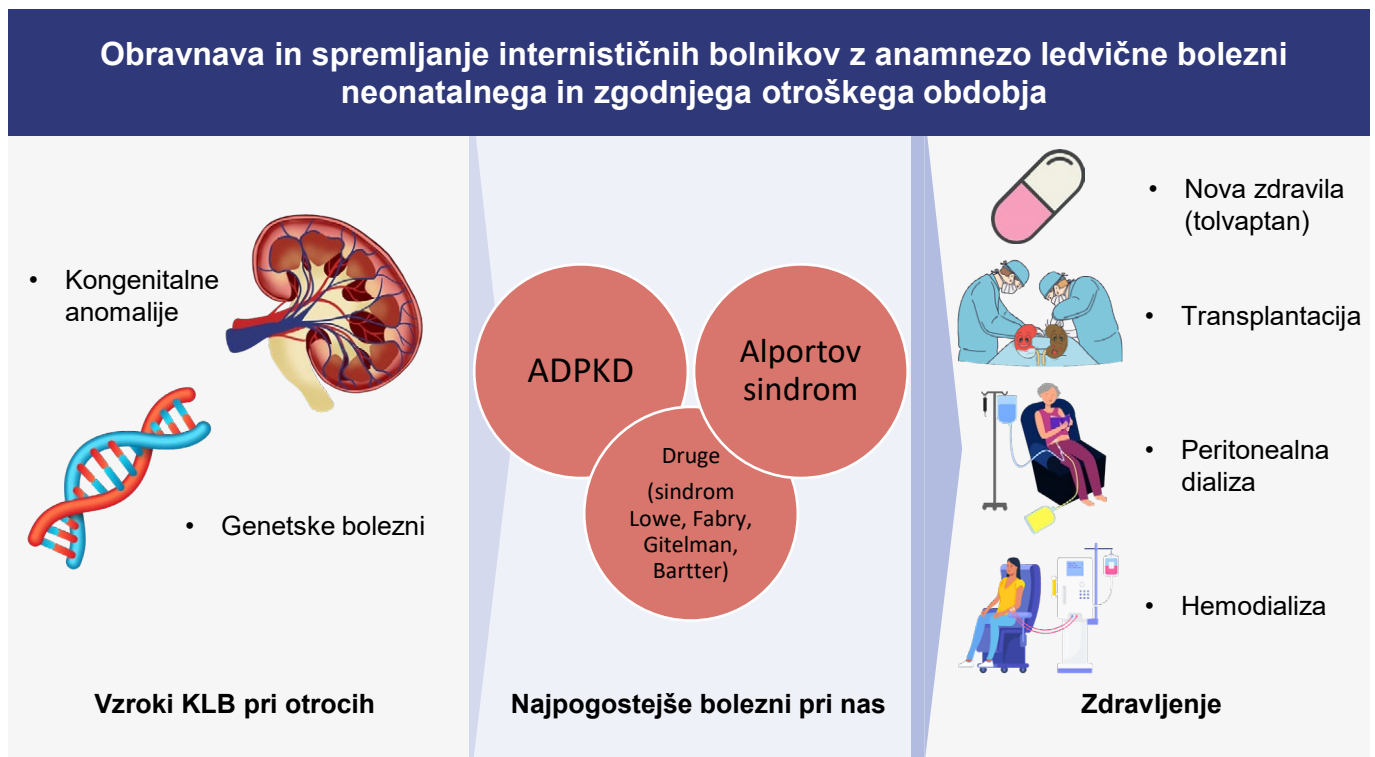 Obravnava in spremljanje internističnih bolnikov z anamnezo ledvične bolezni
neonatalnega in zgodnjega otroškega obdobja
• Kongenitalne
anomalije
• Genetske bolezni
Vzroki KLB pri otrocih
ADPKD
Alportov
sindrom
Druge
(sindrom
Lowe, Fabry,
Gitelman,
Bartter)
Najpogostejše bolezni pri nas
• Nova zdravila
(tolvaptan)
• Transplantacija
• Peritonealna
dializa
• Hemodializa
Zdravljenje